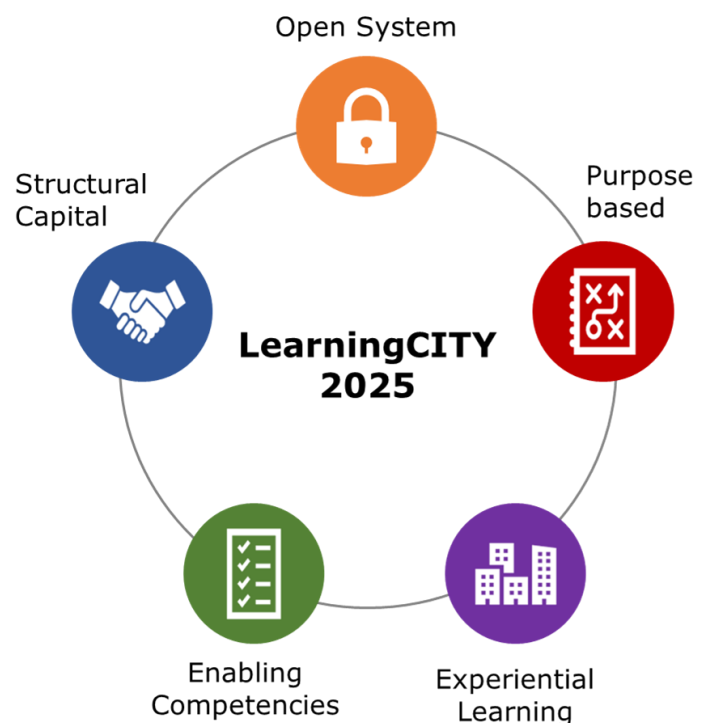 Open System
Structural
Capital
Purpose
based
LearningCITY
2025
Enabling
Competencies
Experiential
Learning